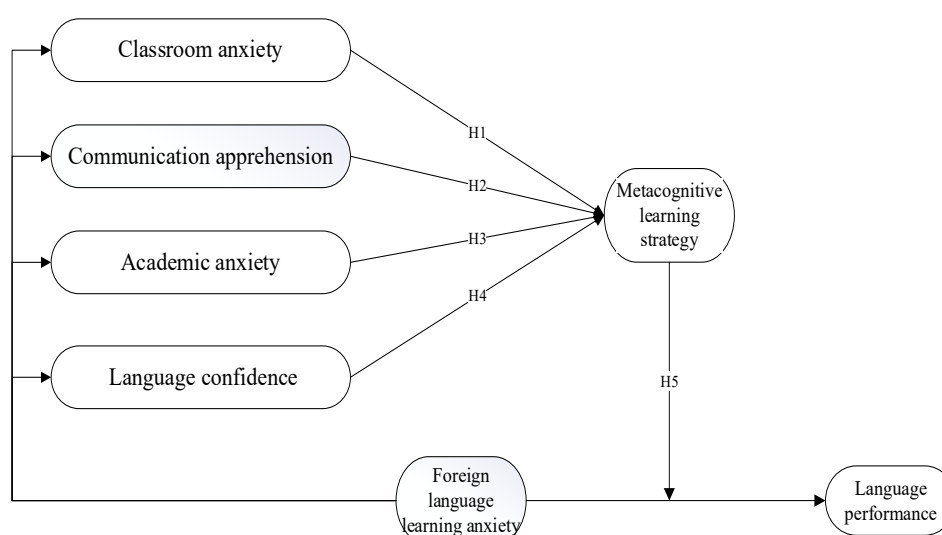 Classroom anxiety
H1
Communication apprehension
H2
Metacognitive
learning
strategy
H3
Academic anxiety
H4
Language confidence
H5
Foreign
language
learning anxiety
Language
performance